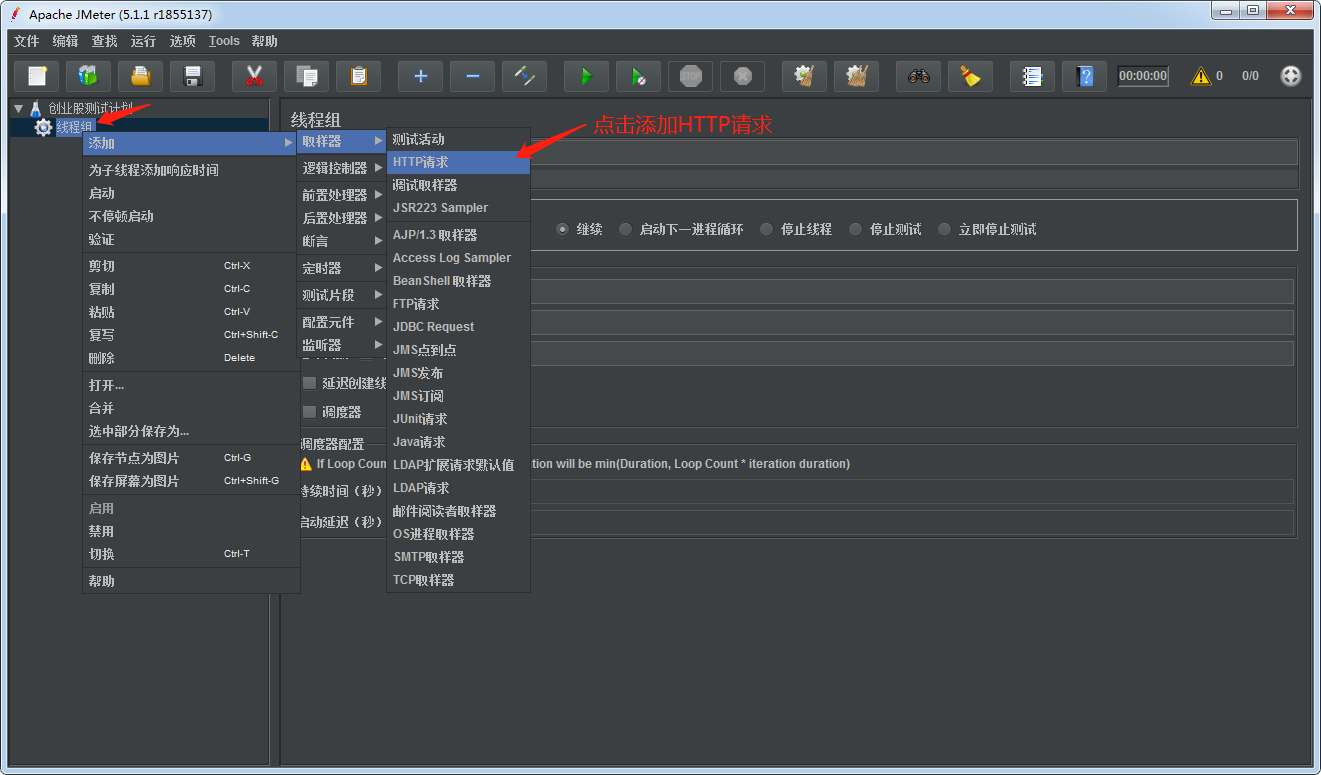 Apache JMeter (5.1.1 r1855137)
文件 编辑 查找 运行 选项 Tools 帮助
00:00:00 0 0/0
创业股测试计划
线程组
添加
为子线程添加响应时间
启动
不停顿启动
验证
剪切 Ctrl-X
复制 Ctrl-C
粘贴 Ctrl-V
复写 Ctrl+Shift-C
删除 Delete
打开...
合并
选中部分保存为...
保存节点为图片 Ctrl-G
保存屏幕为图片 Ctrl+Shift-G
启用
禁用
切换 Ctrl-T
帮助
取样器
逻辑控制器
前置处理器
后置处理器
断言
定时器
测试片段
配置元件
监听器
测试活动
HTTP请求
调试取样器
JSR223 Sampler
AJP/1.3 取样器
Access Log Sampler
BeanShell 取样器
FTP请求
JDBC Request
JMS点到点
JMS发布
JMS订阅
JUnit请求
Java请求
LDAP扩展请求默认值
LDAP请求
邮件阅读者取样器
OS进程取样器
SMTP取样器
TCP取样器
点击添加HTTP请求
线程组
继续 启动下一进程循环 停止线程 停止测试 立即停止测试
延迟创建线
调度器
调度器配置
If Loop Coun tion will be min(Duration, Loop Count * iteration duration)
持续时间（秒）
启动延迟（秒）